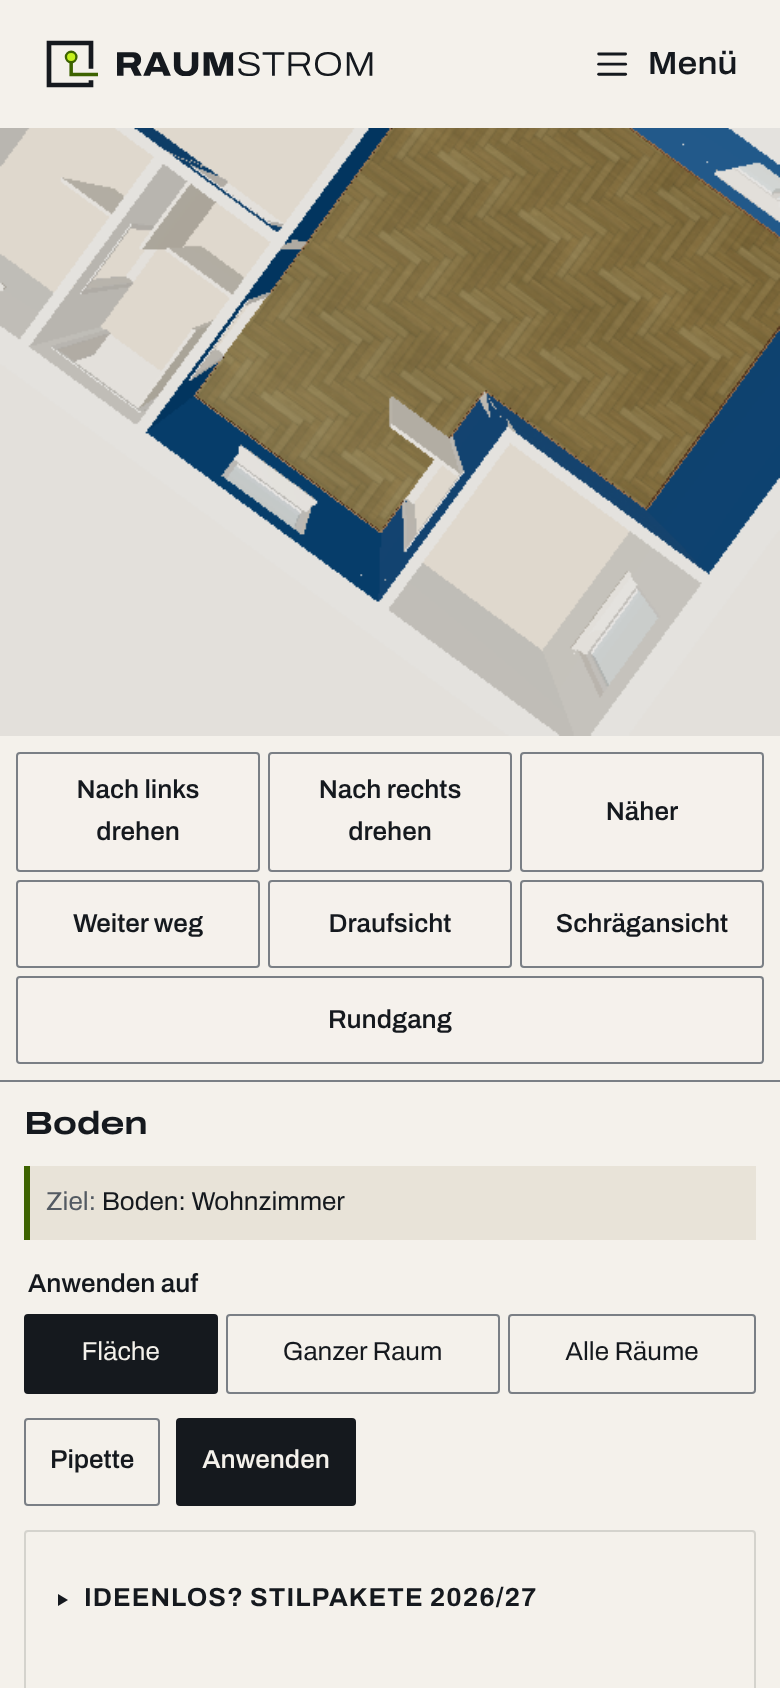 RAUMSTROM
Menü
Nach links
drehen
Nach rechts
drehen
Näher
Weiter weg
Draufsicht
Schrägansicht
Rundgang
Boden
Ziel: Boden: Wohnzimmer
Anwenden auf
Fläche
Ganzer Raum
Alle Räume
Pipette
Anwenden
IDEENLOS? STILPAKETE 2026/27